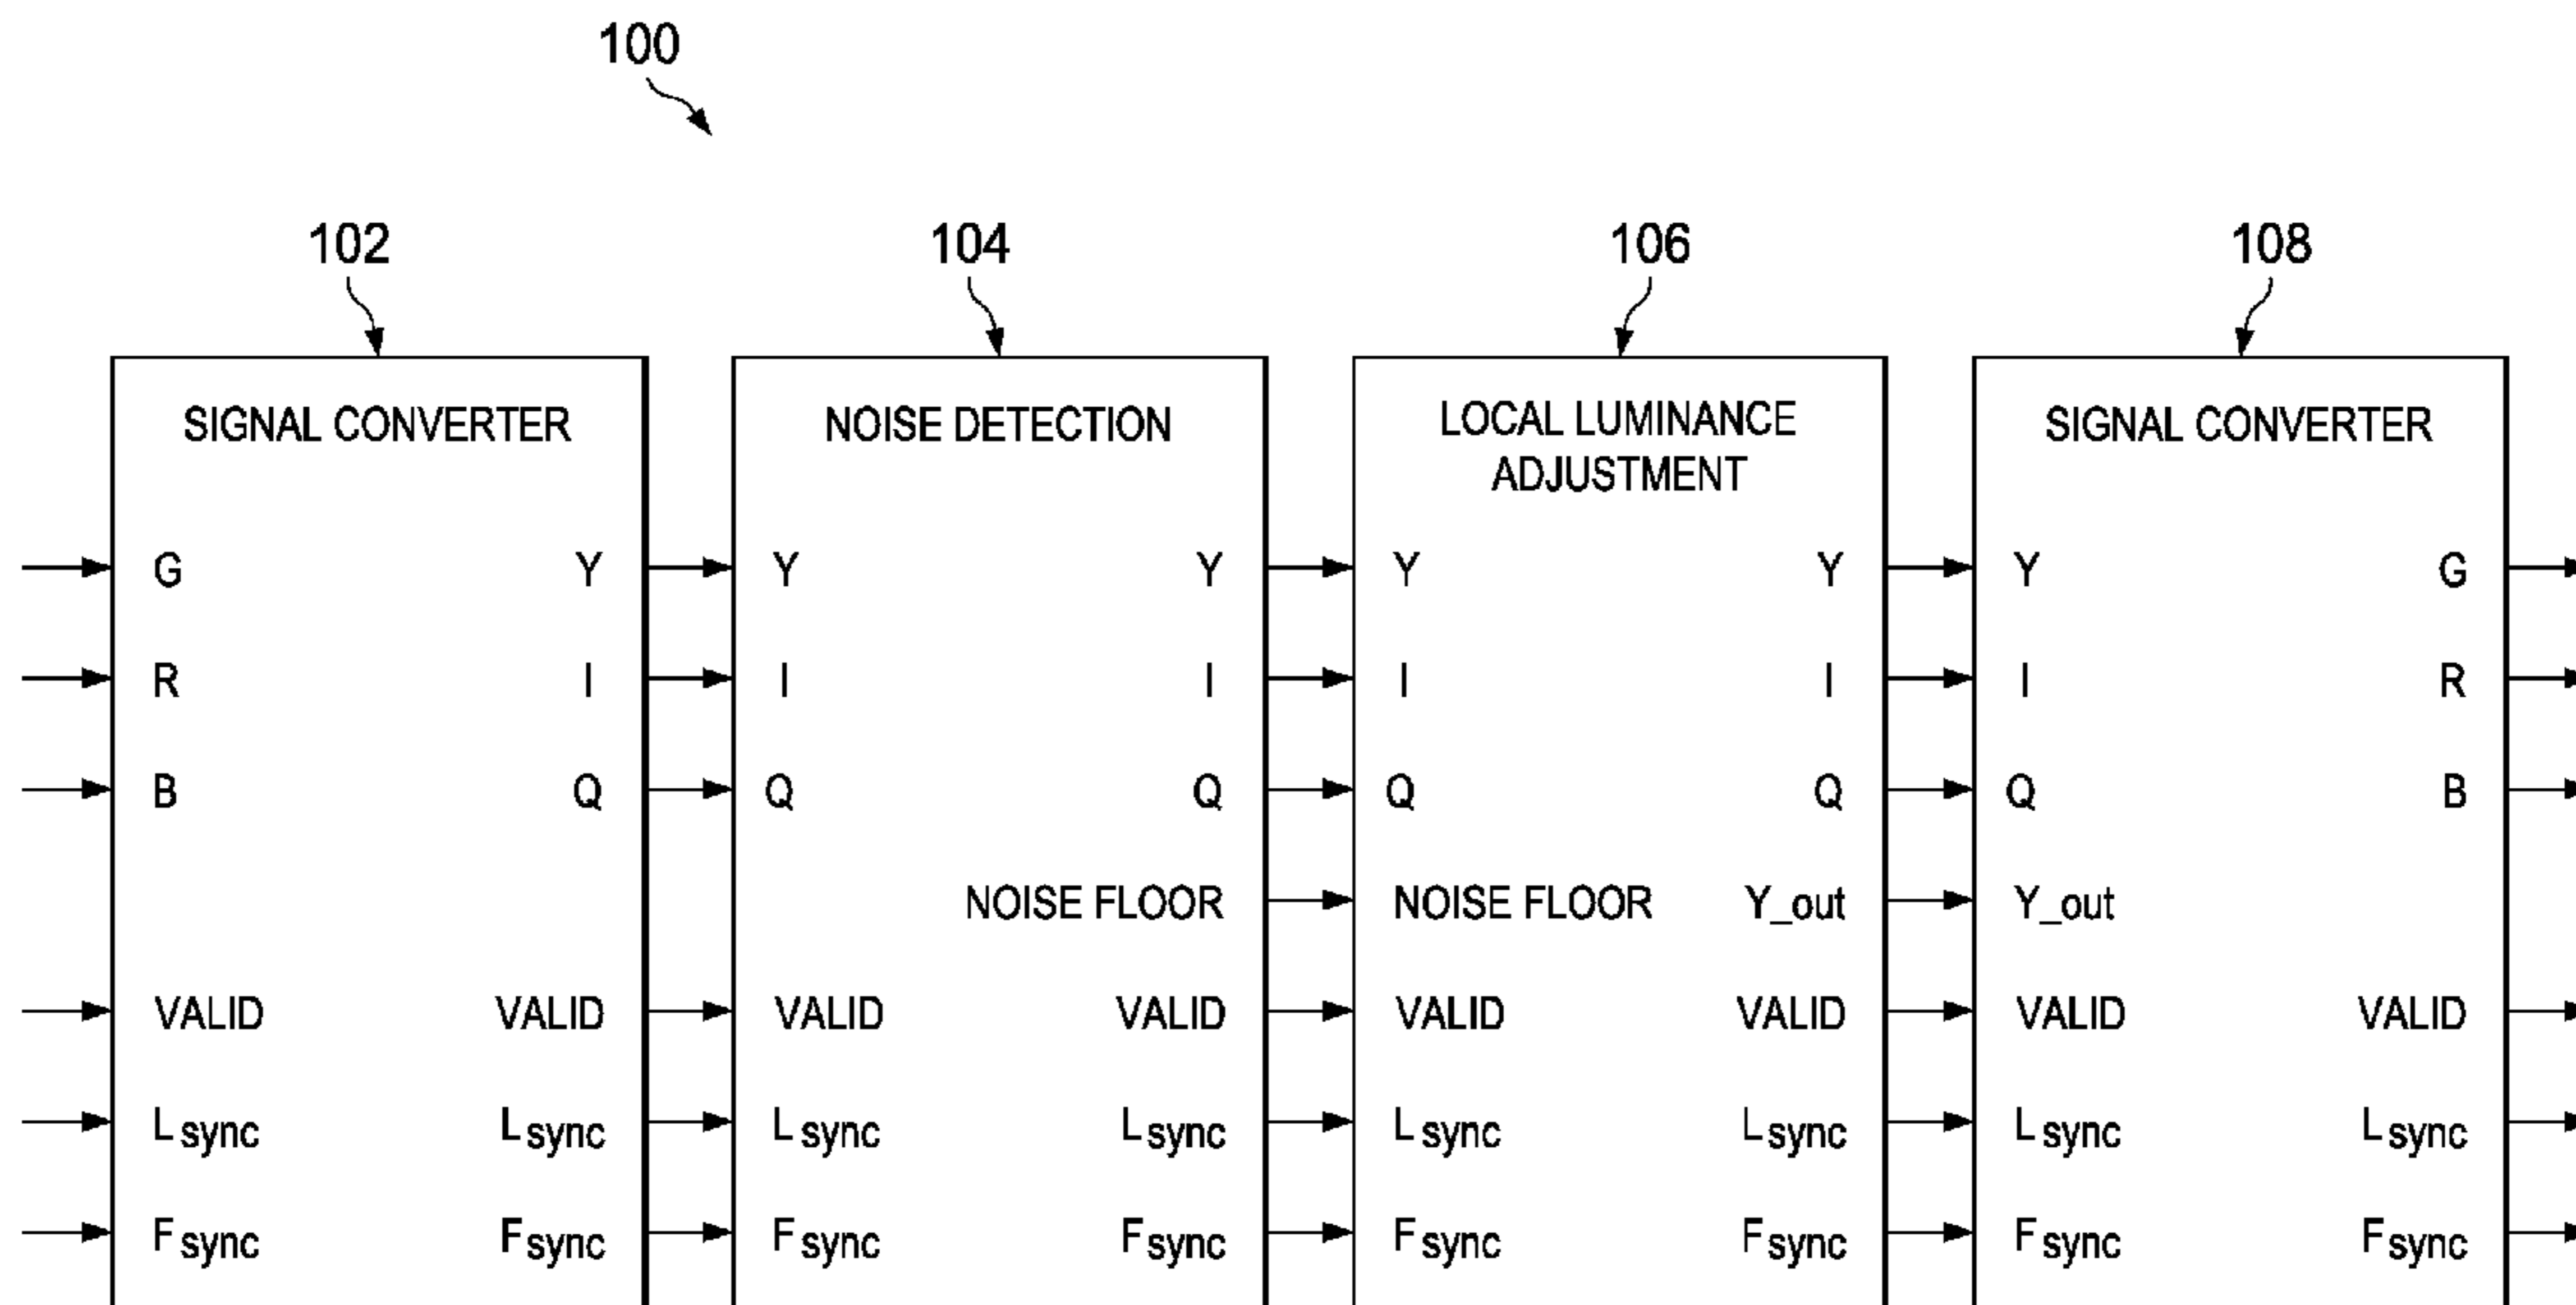 100
102 104 106 108
SIGNAL CONVERTER NOISE DETECTION LOCAL LUMINANCE ADJUSTMENT SIGNAL CONVERTER
G Y Y Y Y Y Y G
R I I I I I I R
B Q Q Q Q Q Q B
NOISE FLOOR NOISE FLOOR Y_out Y_out
VALID VALID VALID VALID VALID VALID VALID VALID
Lsync Lsync Lsync Lsync Lsync Lsync Lsync Lsync
Fsync Fsync Fsync Fsync Fsync Fsync Fsync Fsync